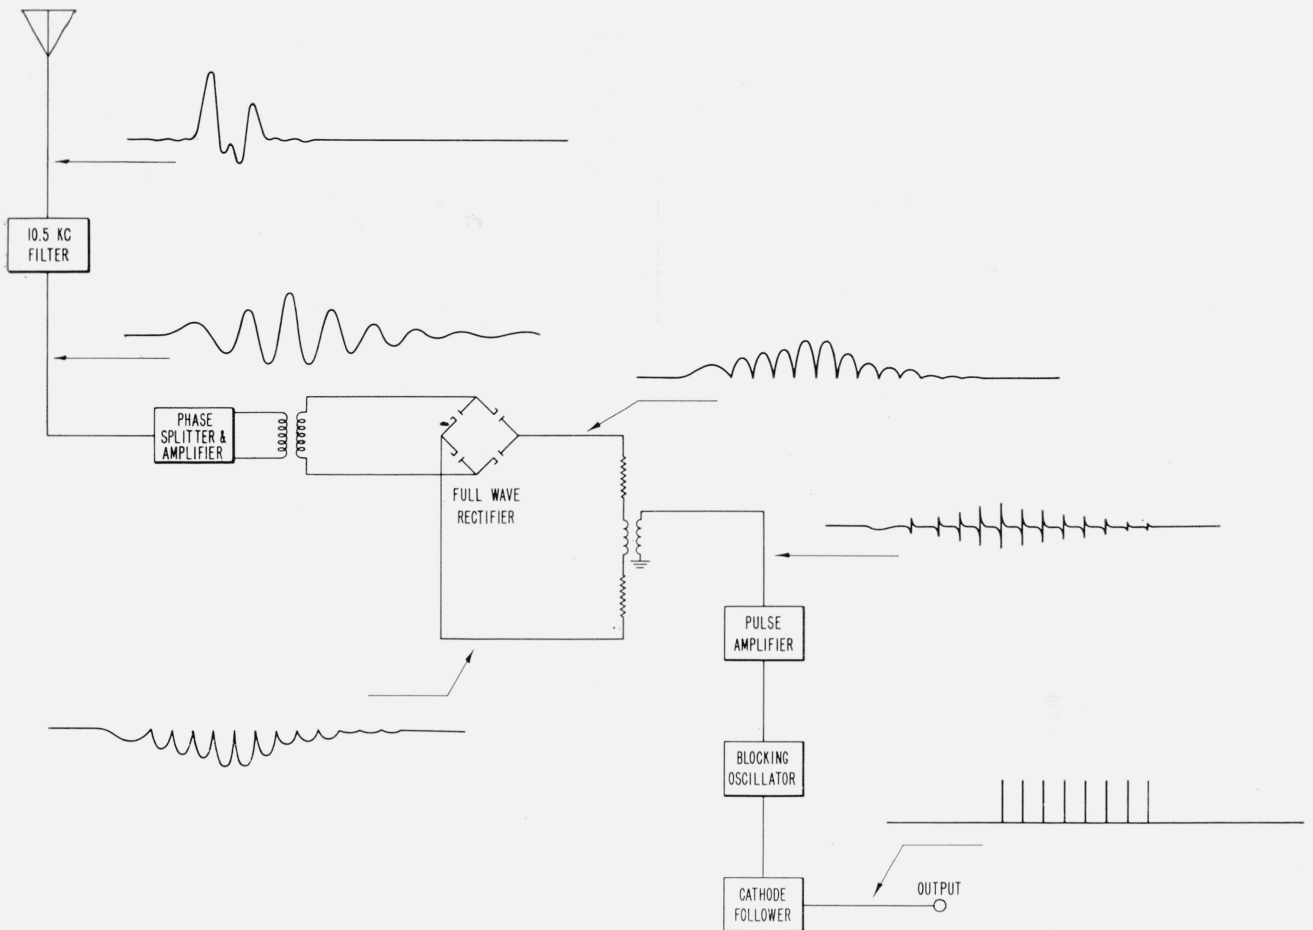 10.5 KC
FILTER
PHASE
SPLITTER &
AMPLIFIER
FULL WAVE
RECTIFIER
PULSE
AMPLIFIER
BLOCKING
OSCILLATOR
CATHODE
FOLLOWER
OUTPUT